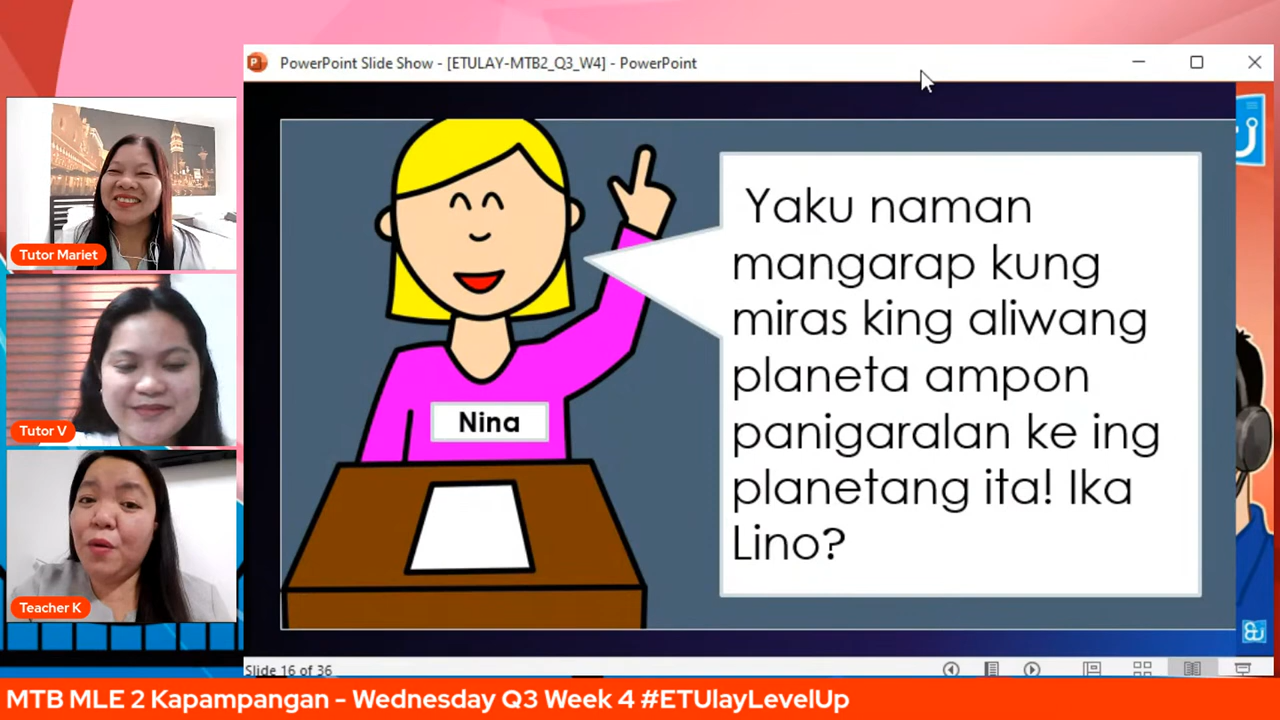 PowerPoint Slide Show - [ETULAY-MTB2_Q3_W4] - PowerPoint
Tutor Mariet
Tutor V
Teacher K
Nina
Yaku naman
mangarap kung
miras king aliwang
planeta ampon
panigaralan ke ing
planetang ita! Ika
Lino?
Slide 16 of 36
MTB MLE 2 Kapampangan - Wednesday Q3 Week 4 #ETUlayLevelUp